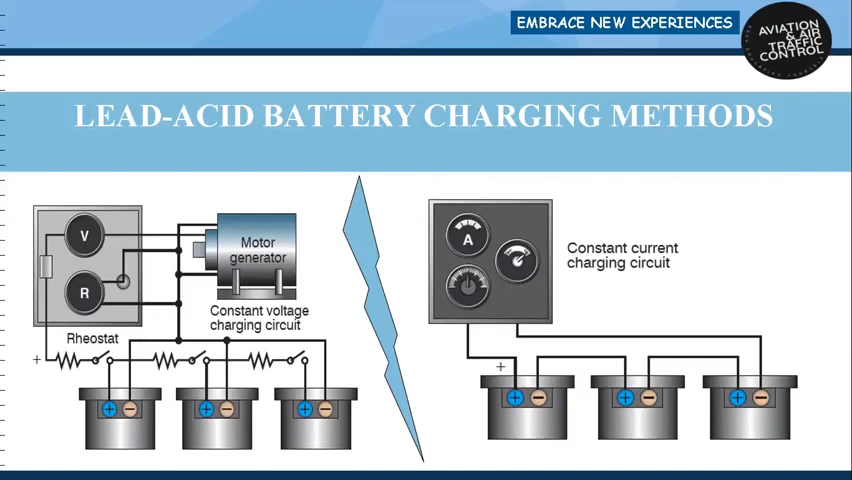 EMBRACE NEW EXPERIENCES
AVIATION
& AIR
TRAFFIC
CONTROL
LEAD-ACID BATTERY CHARGING METHODS
V
R
Motor
generator
Constant voltage
charging circuit
Rheostat
+
+ −
+ −
+ −
A
Constant current
charging circuit
+
+ −
+ −
+ −